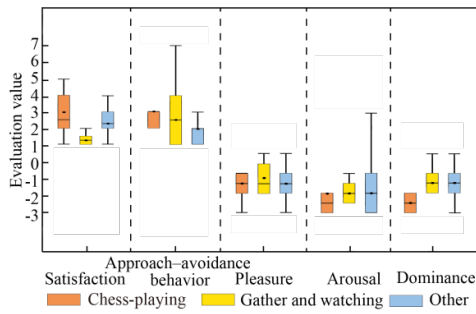 Evaluation value
7
6
5
4
3
2
1
0
-1
-2
-3
Satisfaction
Approach–avoidance
behavior
Pleasure
Arousal
Dominance
Chess-playing
Gather and watching
Other